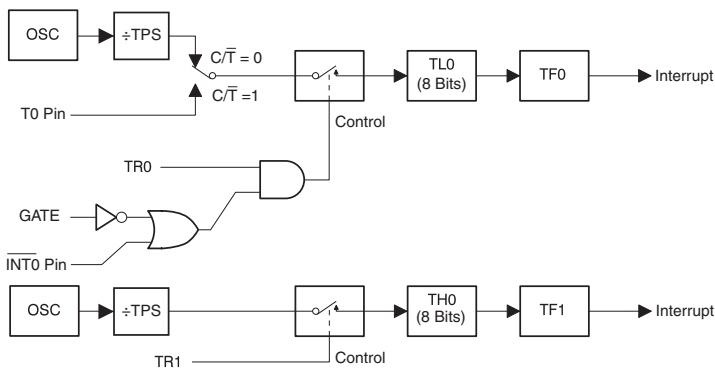 OSC
÷TPS
C/T̅ = 0
C/T̅ =1
T0 Pin
TL0
(8 Bits)
TF0
Interrupt
Control
TR0
GATE
I̅N̅T̅0̅ Pin
OSC
÷TPS
TH0
(8 Bits)
TF1
Interrupt
TR1
Control